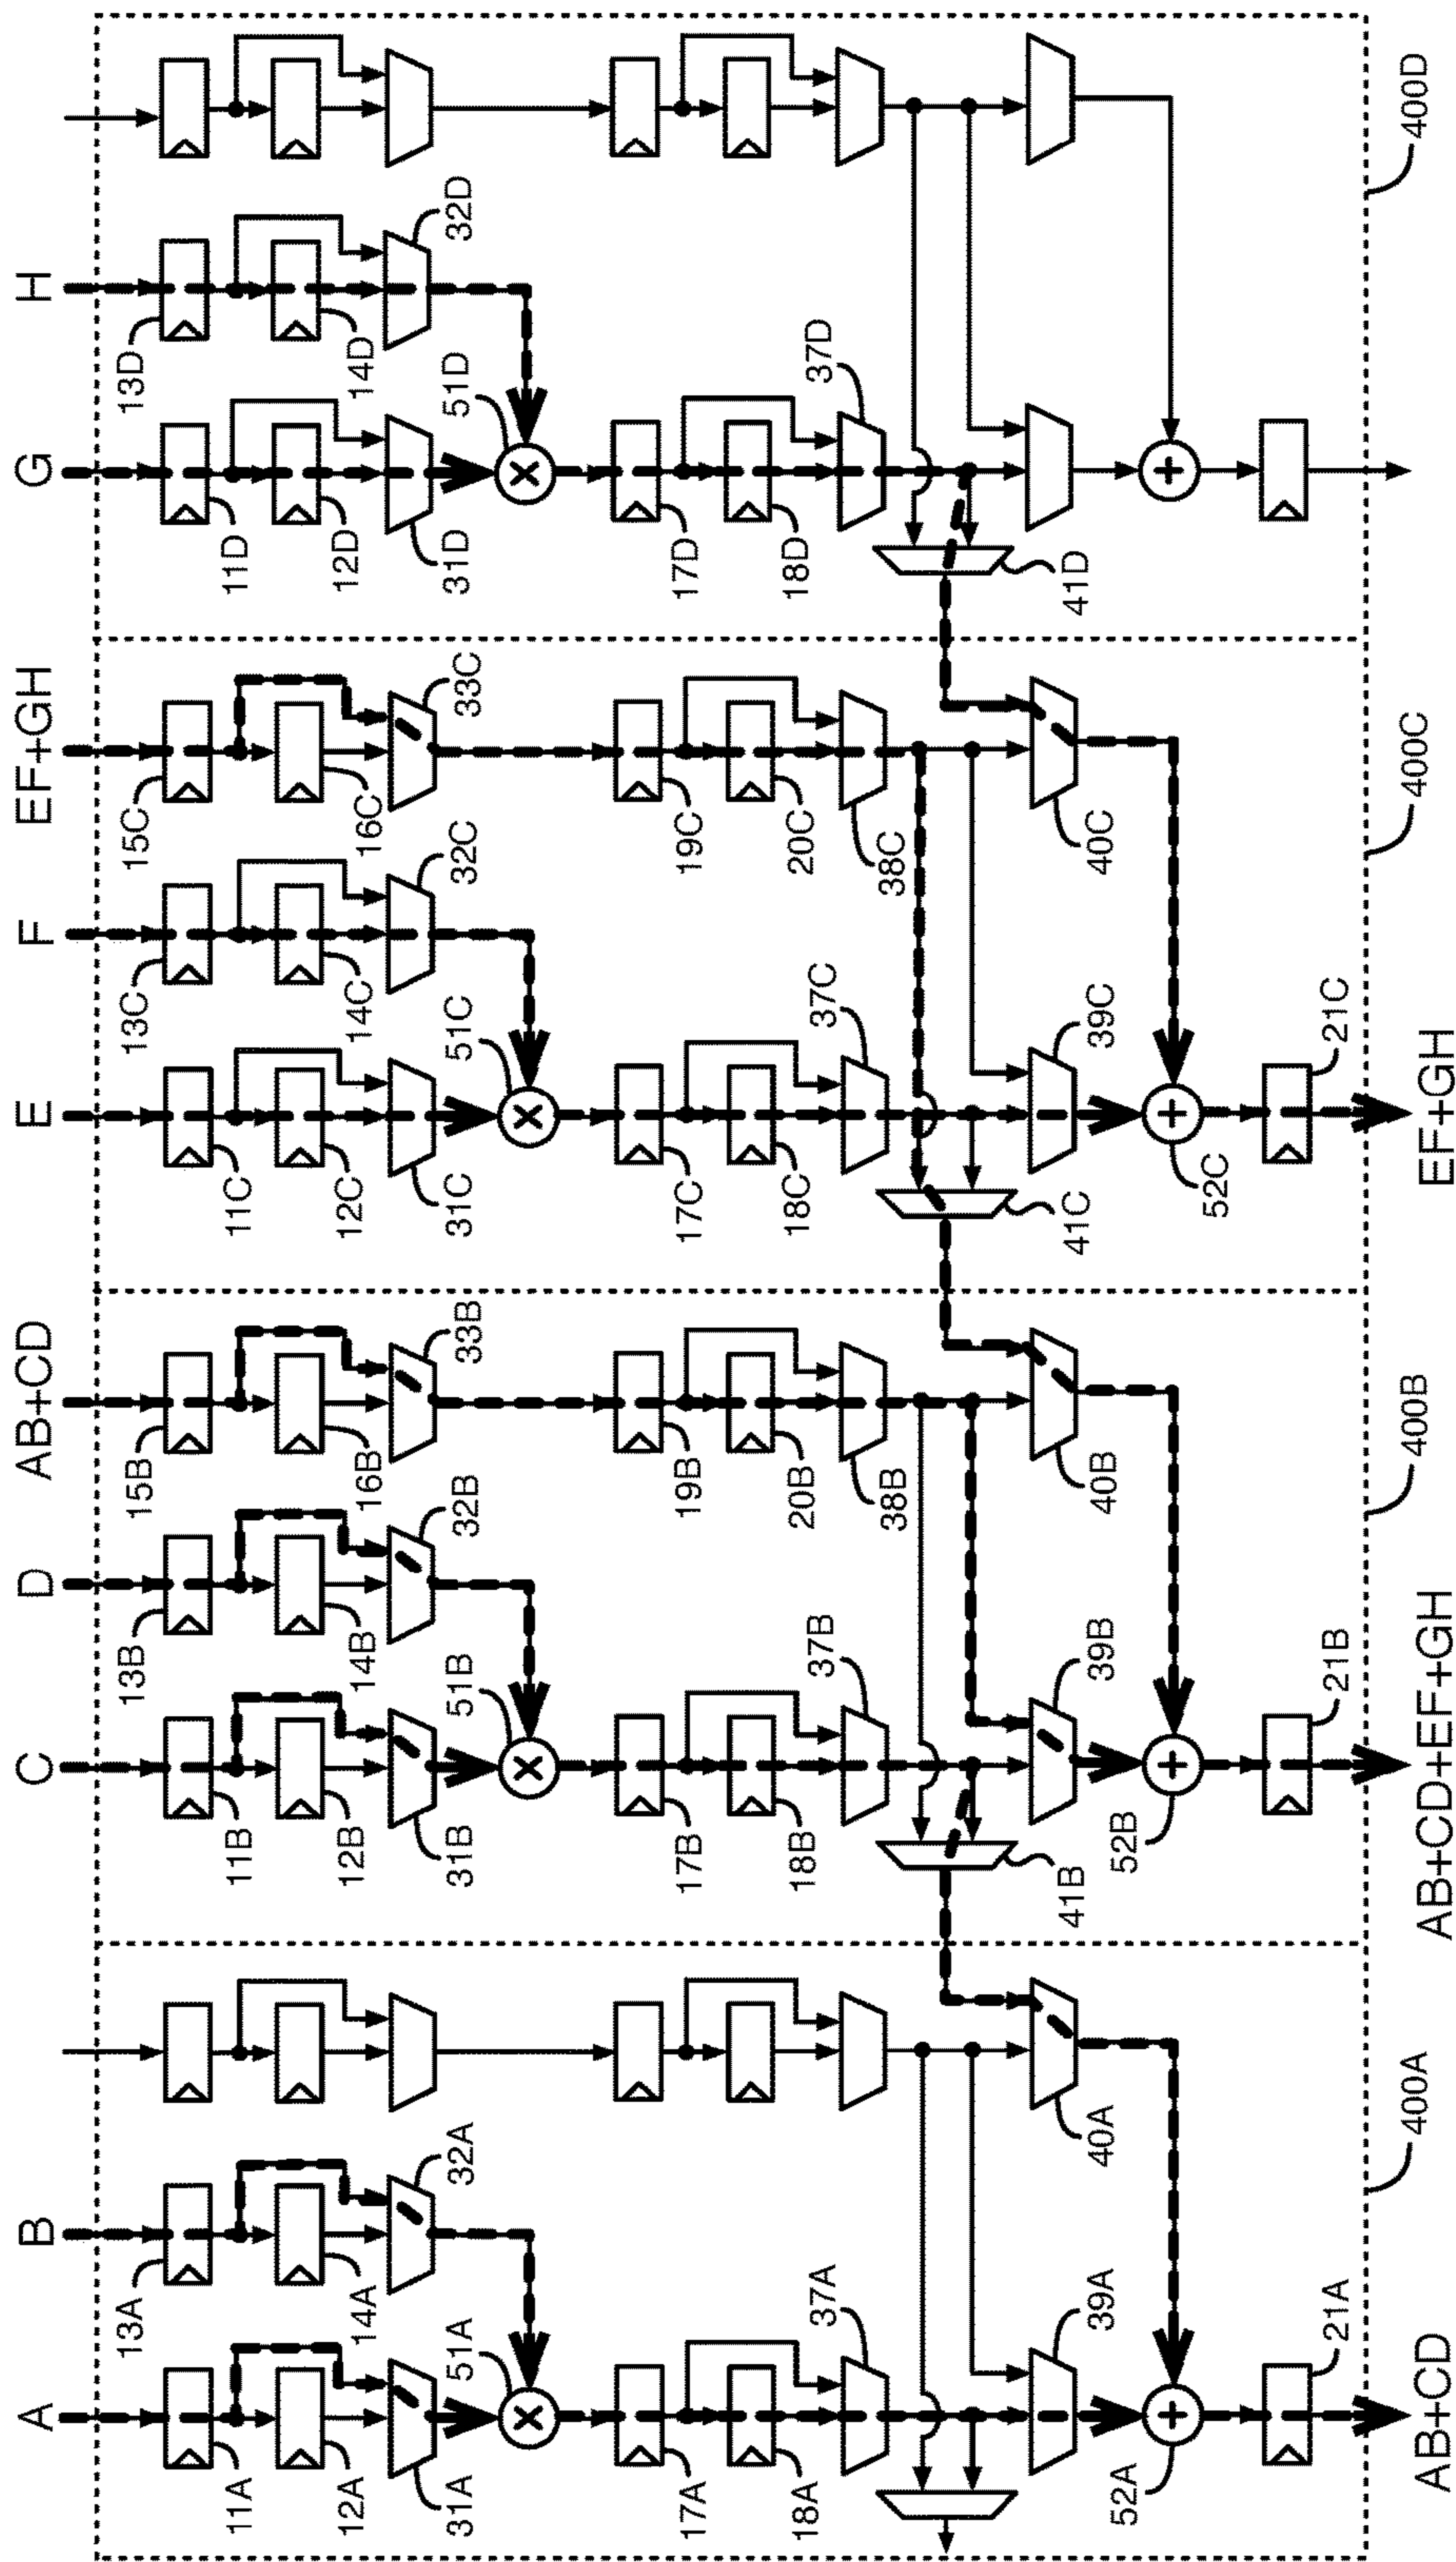 A
B
C
D
AB+CD
E
F
EF+GH
G
H
11A
12A
31A
13A
14A
32A
51A
17A
18A
37A
39A
40A
52A
21A
400A
AB+CD
11B
12B
31B
13B
14B
32B
15B
16B
33B
51B
17B
18B
37B
19B
20B
38B
41B
39B
40B
52B
21B
400B
AB+CD+EF+GH
11C
12C
31C
13C
14C
32C
15C
16C
33C
51C
17C
18C
37C
19C
20C
38C
41C
39C
40C
52C
21C
400C
EF+GH
11D
12D
31D
13D
14D
32D
51D
17D
18D
37D
41D
400D